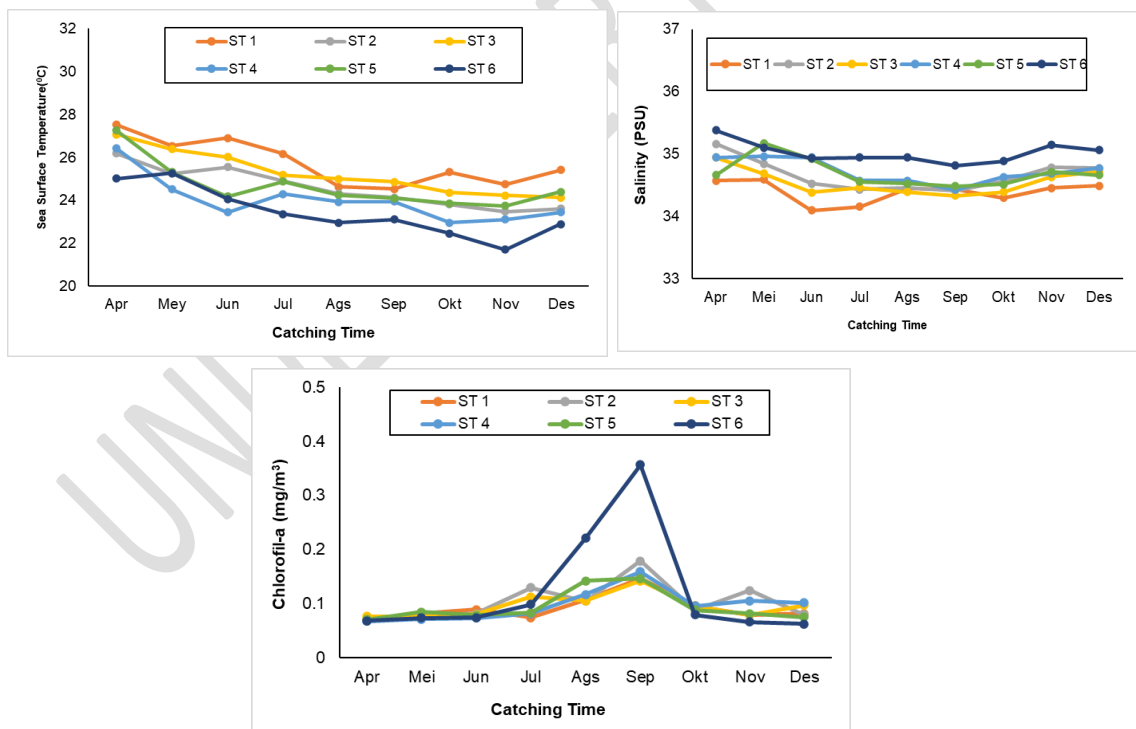 32
30
28
26
24
22
20
Sea Surface Temperature(⁰C)
ST 1 ST 2 ST 3
ST 4 ST 5 ST 6
Apr Mey Jun Jul Ags Sep Okt Nov Des
Catching Time
37
36
35
34
33
Salinity (PSU)
ST 1 ST 2 ST 3 ST 4 ST 5 ST 6
Apr Mei Jun Jul Ags Sep Okt Nov Des
Catching Time
0.5
0.4
0.3
0.2
0.1
0
Chlorofil-a (mg/m³)
ST 1 ST 2 ST 3
ST 4 ST 5 ST 6
Apr Mei Jun Jul Ags Sep Okt Nov Des
Catching Time